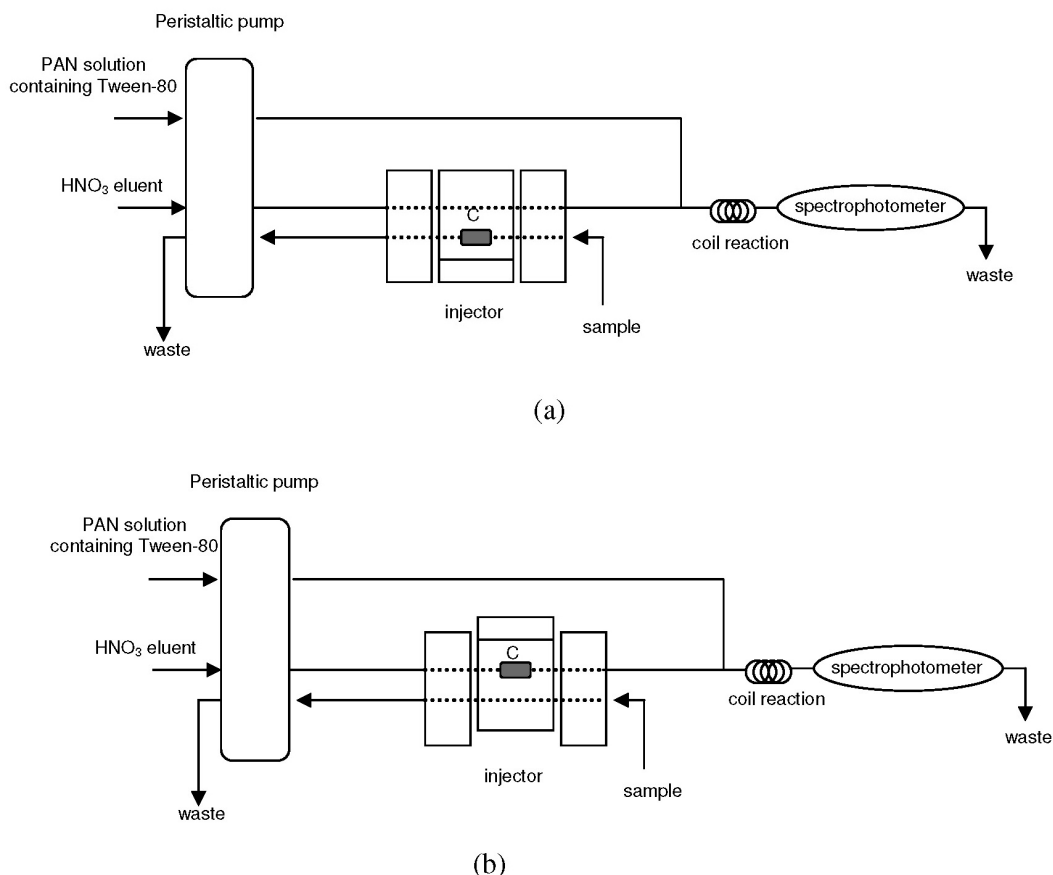 Peristaltic pump
PAN solution
containing Tween-80
HNO₃ eluent
C
spectrophotometer
coil reaction
waste
injector
sample
waste
(a)
Peristaltic pump
PAN solution
containing Tween-80
HNO₃ eluent
C
spectrophotometer
coil reaction
waste
injector
sample
waste
(b)